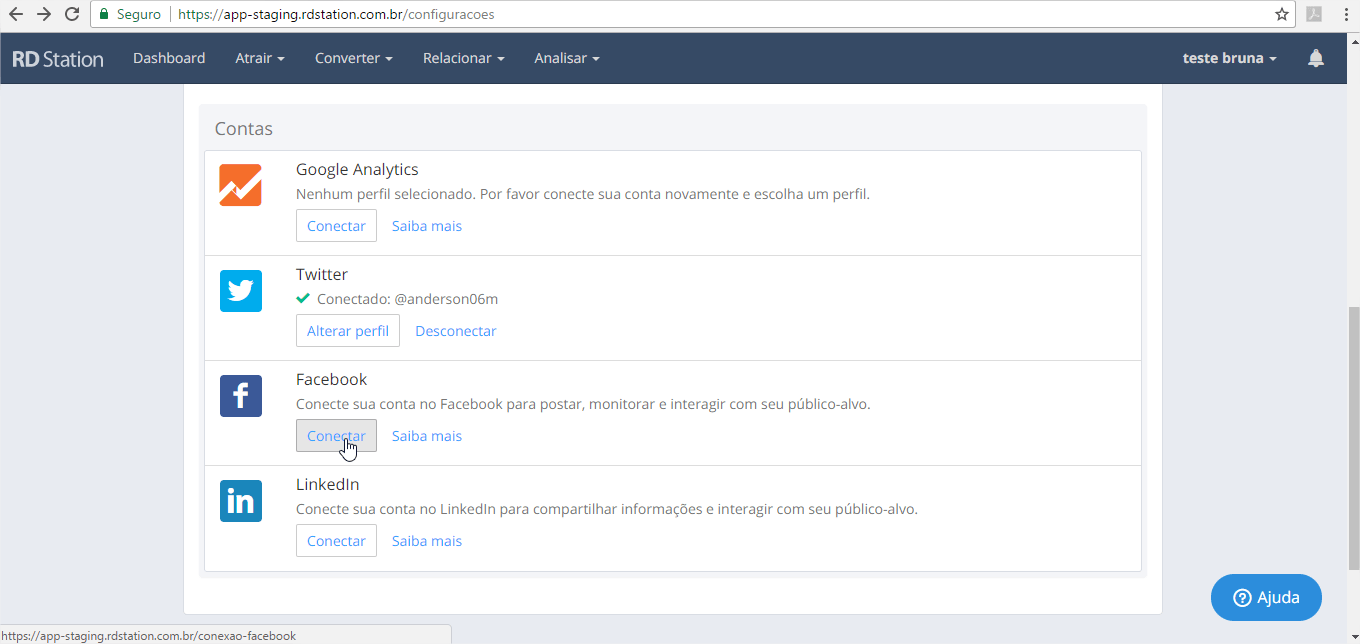 Seguro https://app-staging.rdstation.com.br/configuracoes
RD Station Dashboard Atrair Converter Relacionar Analisar teste bruna
Contas
Google Analytics
Nenhum perfil selecionado. Por favor conecte sua conta novamente e escolha um perfil.
Conectar Saiba mais
Twitter
Conectado: @anderson06m
Alterar perfil Desconectar
Facebook
Conecte sua conta no Facebook para postar, monitorar e interagir com seu público-alvo.
Conectar Saiba mais
LinkedIn
Conecte sua conta no LinkedIn para compartilhar informações e interagir com seu público-alvo.
Conectar Saiba mais
Ajuda
https://app-staging.rdstation.com.br/conexao-facebook